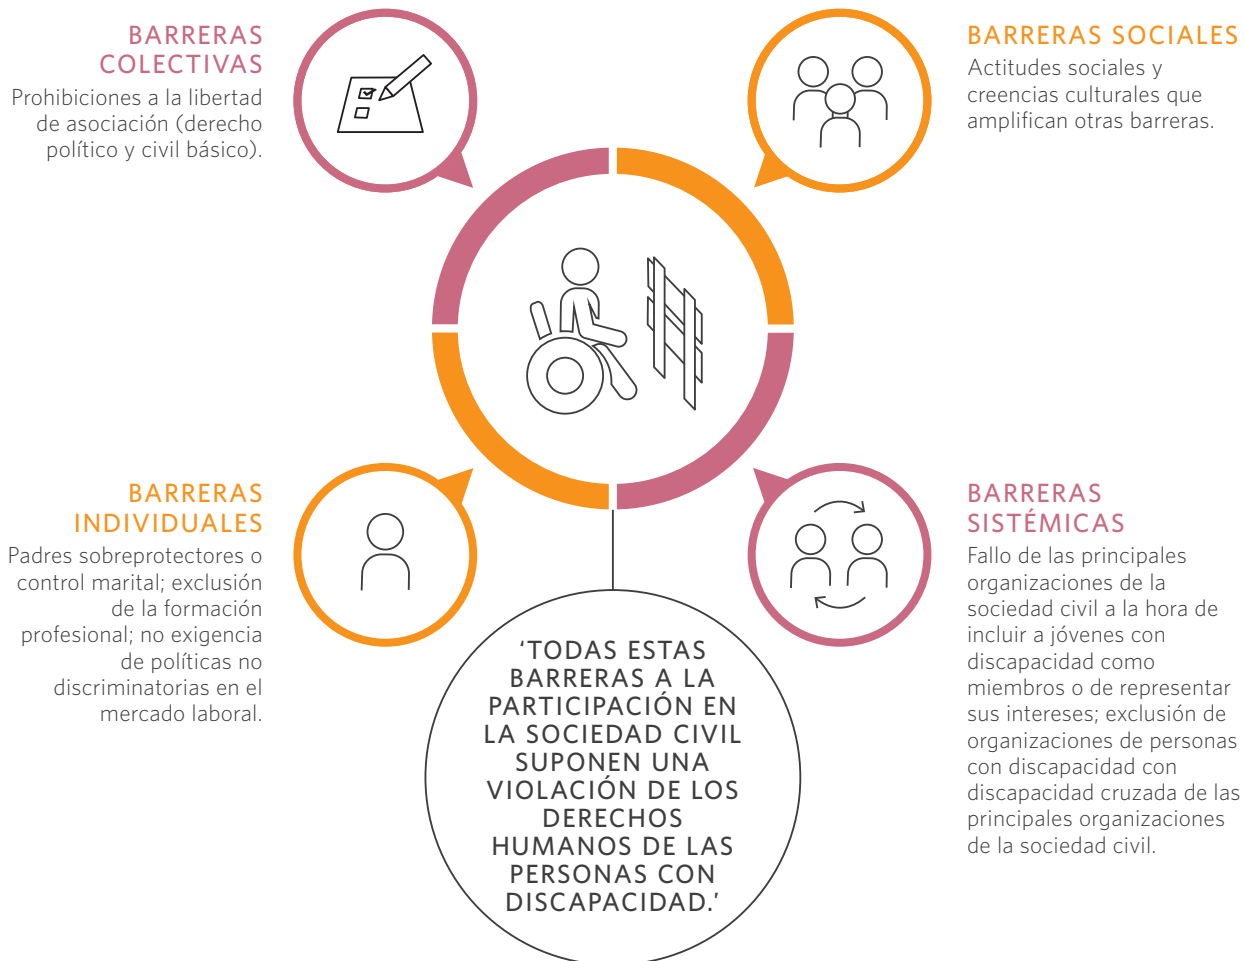 BARRERAS
COLECTIVAS
Prohibiciones a la libertad
de asociación (derecho
político y civil básico).
BARRERAS SOCIALES
Actitudes sociales y
creencias culturales que
amplifican otras barreras.
BARRERAS
INDIVIDUALES
Padres sobreprotectores o
control marital; exclusión
de la formación
profesional; no exigencia
de políticas no
discriminatorias en el
mercado laboral.
BARRERAS
SISTÉMICAS
Fallo de las principales
organizaciones de la
sociedad civil a la hora de
incluir a jóvenes con
discapacidad como
miembros o de representar
sus intereses; exclusión de
organizaciones de personas
con discapacidad con
discapacidad cruzada de las
principales organizaciones
de la sociedad civil.
‘TODAS ESTAS
BARRERAS A LA
PARTICIPACIÓN EN
LA SOCIEDAD CIVIL
SUPONEN UNA
VIOLACIÓN DE LOS
DERECHOS
HUMANOS DE LAS
PERSONAS CON
DISCAPACIDAD.’